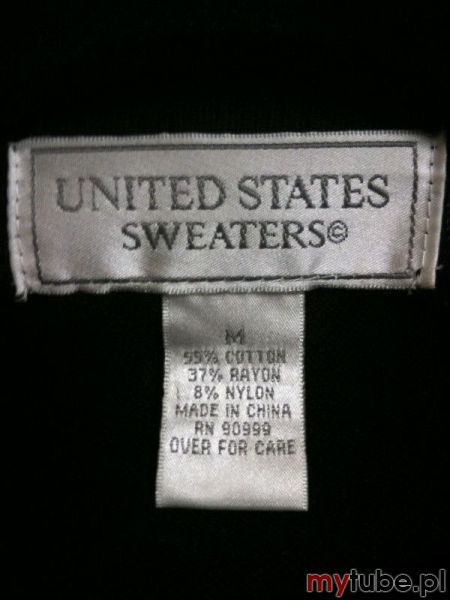 UNITED STATES
SWEATERS©
M
55% COTTON
37% RAYON
8% NYLON
MADE IN CHINA
RN 90999
OVER FOR CARE
mytube.pl